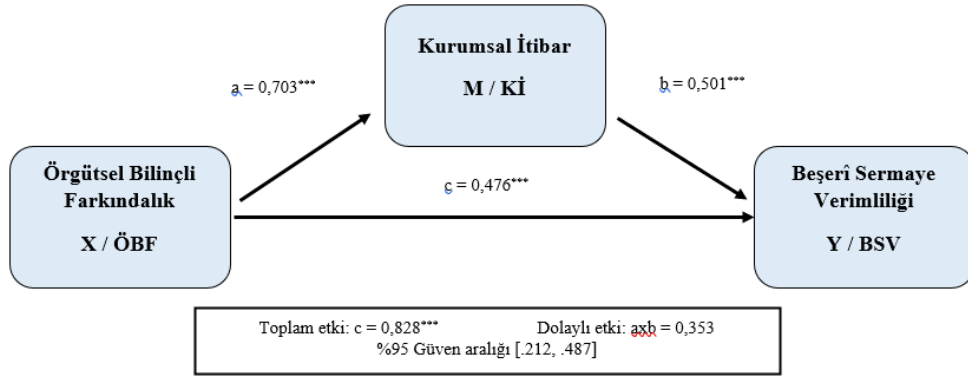 Kurumsal İtibar
M / Kİ
a = 0,703***
b = 0,501***
Örgütsel Bilinçli
Farkındalık
X / ÖBF
c = 0,476***
Beşerî Sermaye
Verimliliği
Y / BSV
Toplam etki: c = 0,828*** Dolaylı etki: axb = 0,353
%95 Güven aralığı [.212, .487]